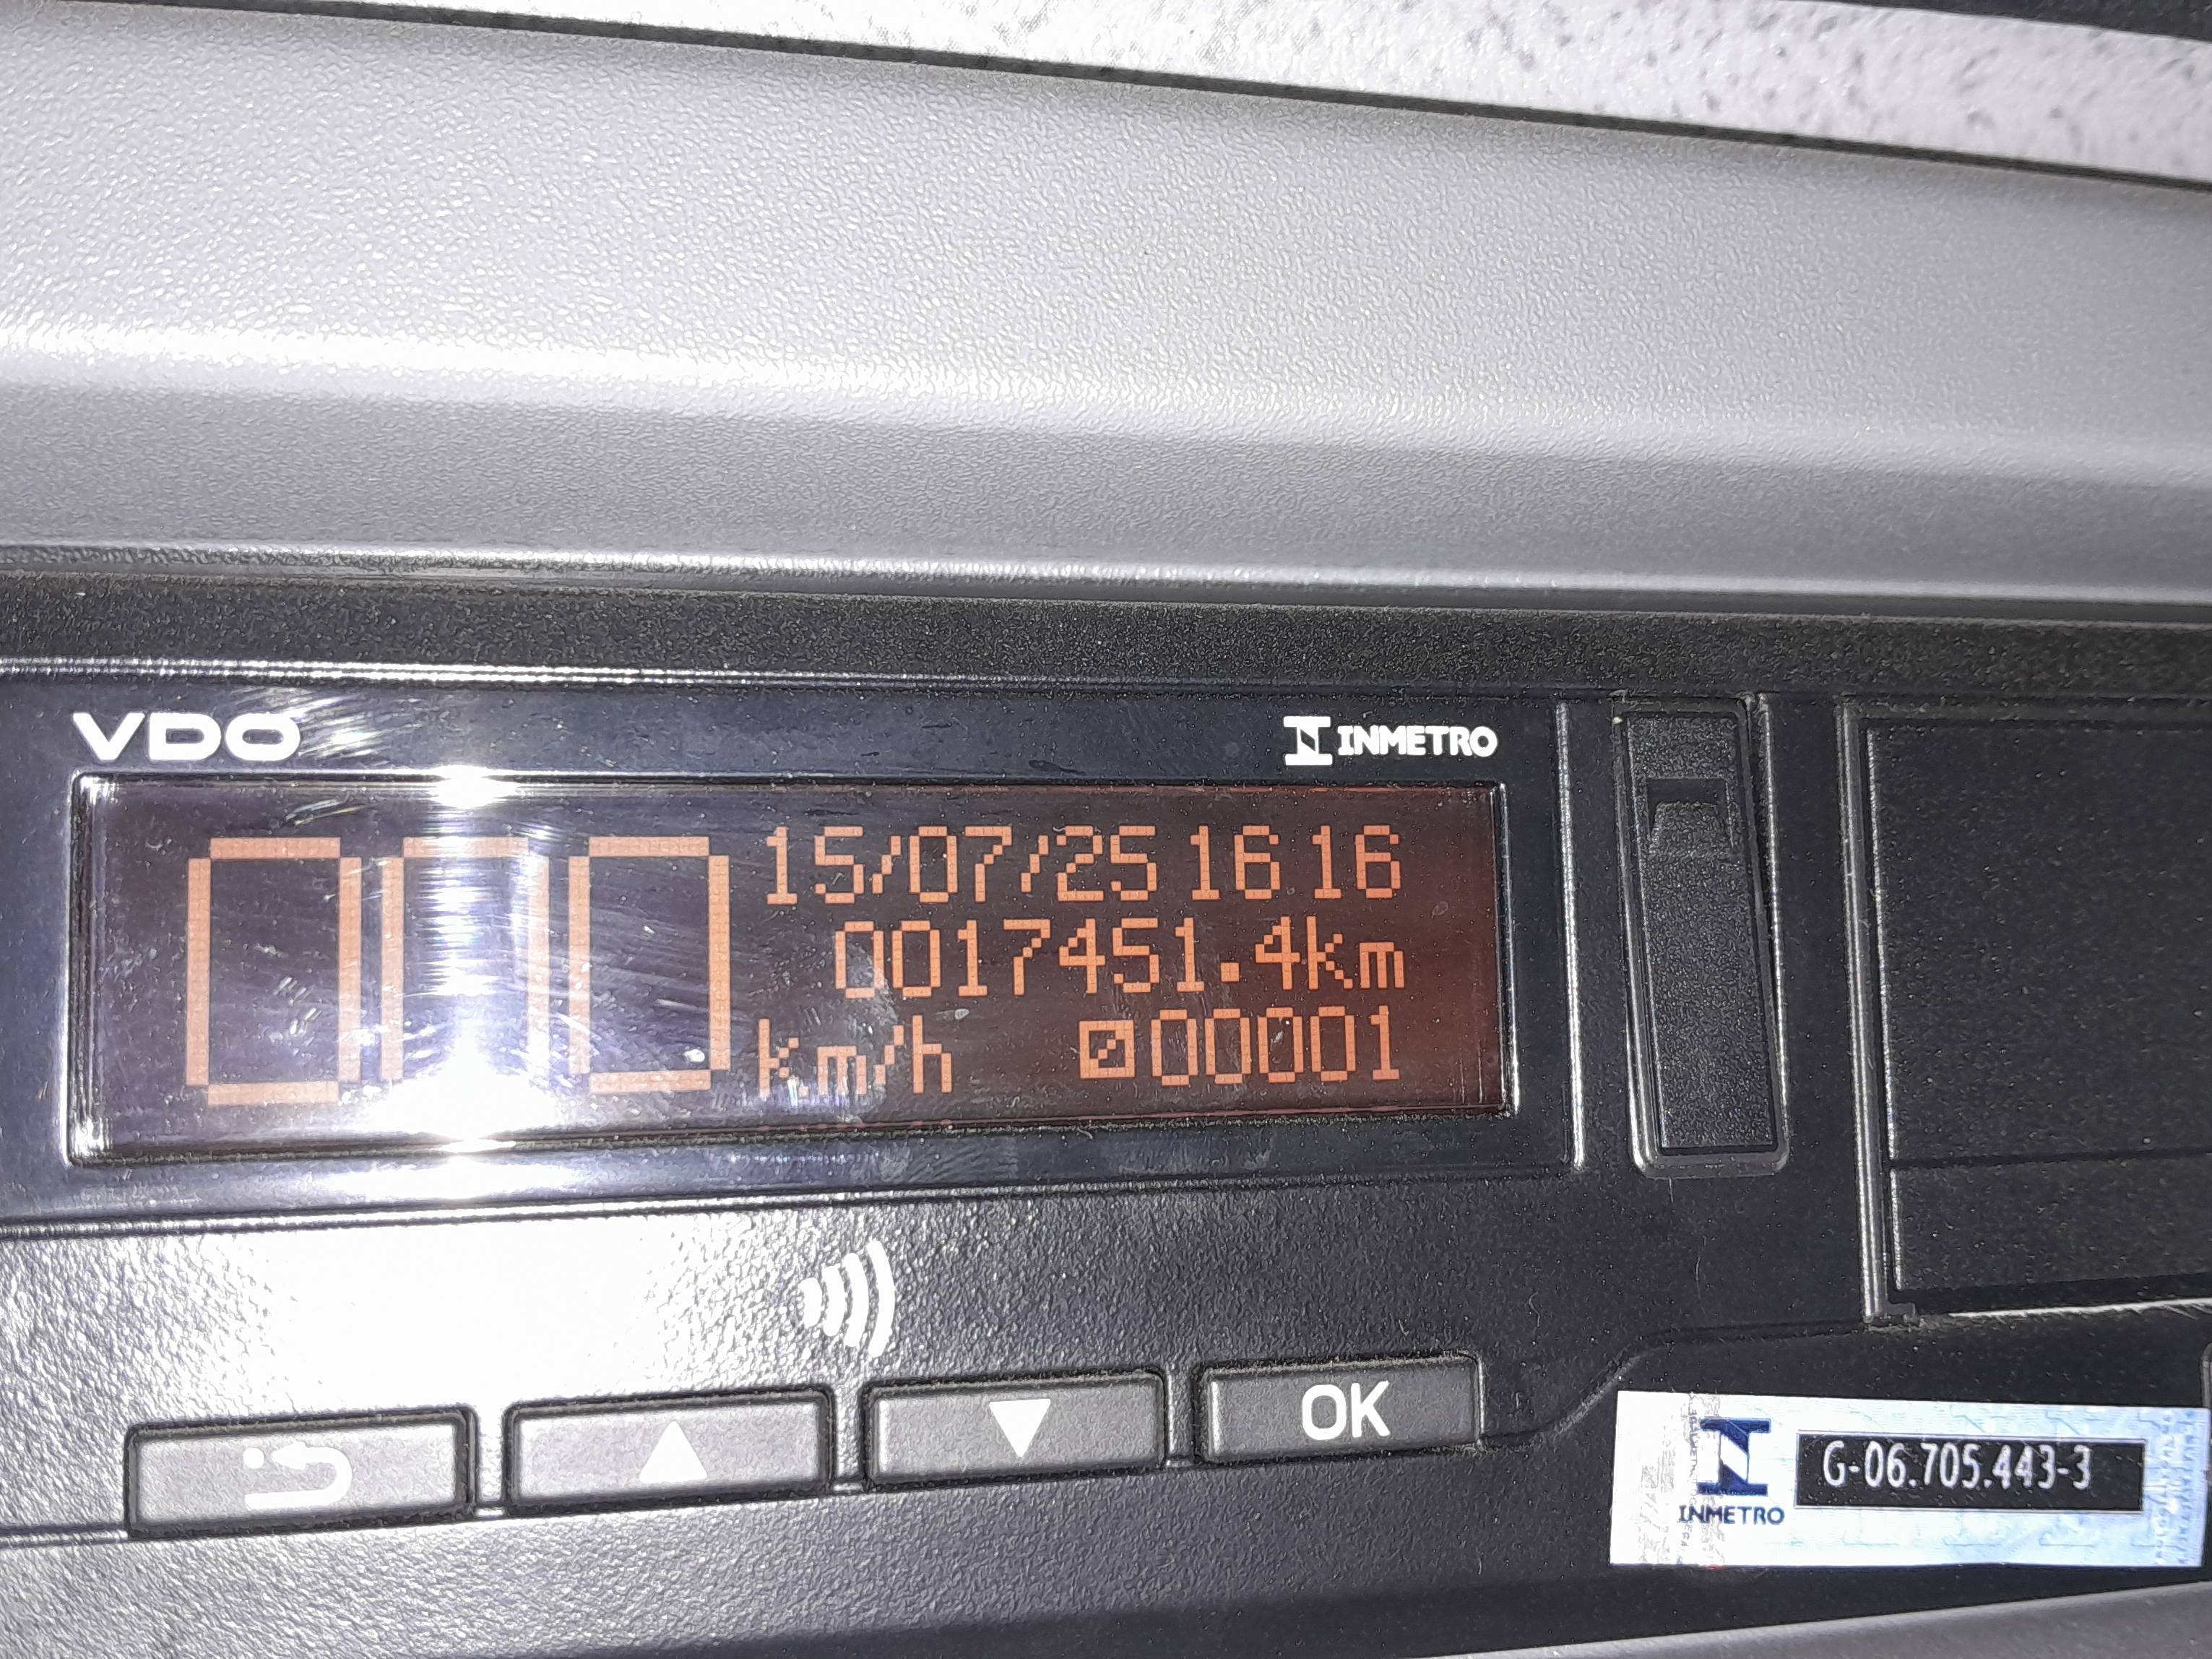 VDO
INMETRO
000
15/07/25 16 16
0017451.4km
km/h
00001
OK
INMETRO
G-06.705.443-3